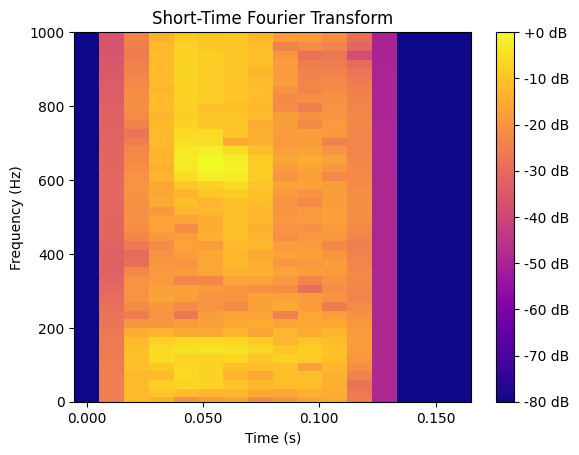 Short-Time Fourier Transform
1000
800
600
400
200
0
Frequency (Hz)
0.000
0.050
0.100
0.150
Time (s)
+0 dB
-10 dB
-20 dB
-30 dB
-40 dB
-50 dB
-60 dB
-70 dB
-80 dB